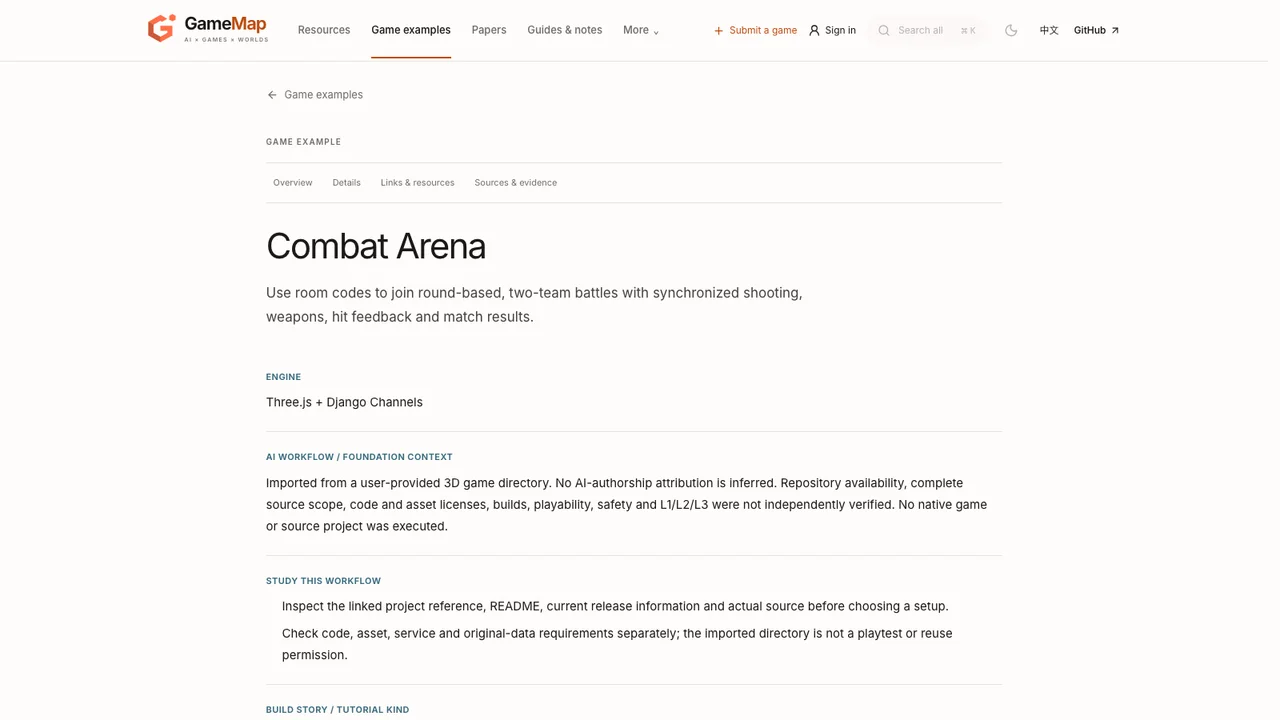 GameMap
AI × GAMES × WORLDS
Resources
Game examples
Papers
Guides & notes
More
+ Submit a game
Sign in
Search all
⌘ K
中文
GitHub ↗
← Game examples
GAME EXAMPLE
Overview
Details
Links & resources
Sources & evidence
Combat Arena
Use room codes to join round-based, two-team battles with synchronized shooting,
weapons, hit feedback and match results.
ENGINE
Three.js + Django Channels
AI WORKFLOW / FOUNDATION CONTEXT
Imported from a user-provided 3D game directory. No AI-authorship attribution is inferred. Repository availability, complete
source scope, code and asset licenses, builds, playability, safety and L1/L2/L3 were not independently verified. No native game
or source project was executed.
STUDY THIS WORKFLOW
Inspect the linked project reference, README, current release information and actual source before choosing a setup.
Check code, asset, service and original-data requirements separately; the imported directory is not a playtest or reuse
permission.
BUILD STORY / TUTORIAL KIND